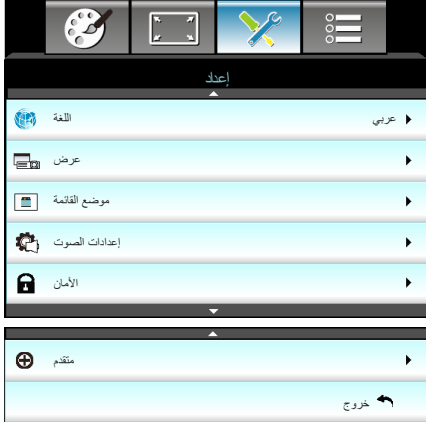 إعداد
اللغة
عربي
عرض
موضع القائمة
إعدادات الصوت
الأمان
متقدم
خروج